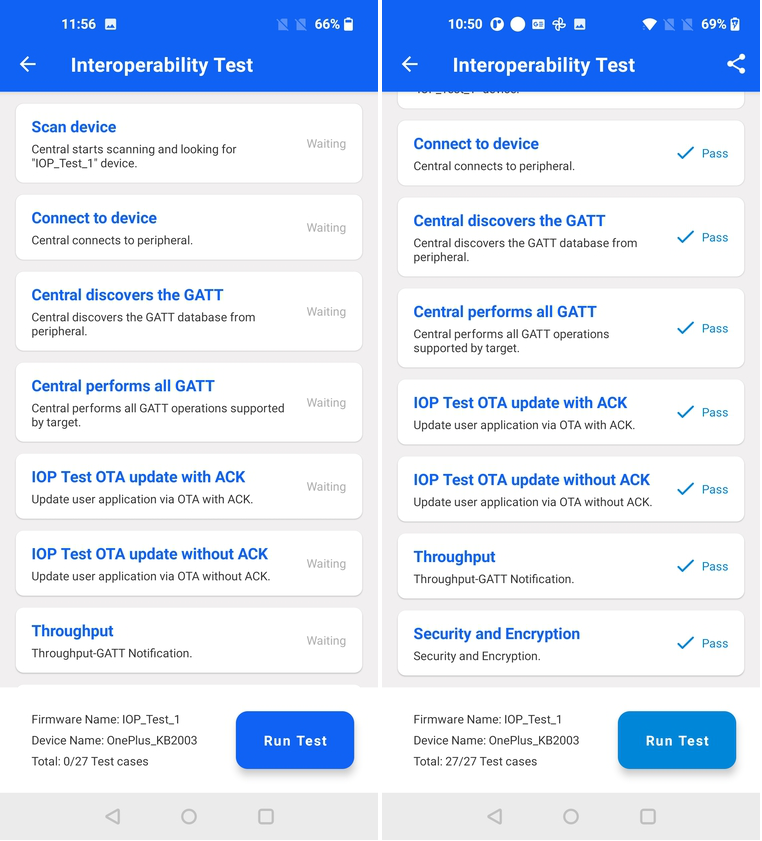 11:56
66%
Interoperability Test
Scan device
Central starts scanning and looking for
"IOP_Test_1" device.
Waiting
Connect to device
Central connects to peripheral.
Waiting
Central discovers the GATT
Central discovers the GATT database from
peripheral.
Waiting
Central performs all GATT
Central performs all GATT operations supported
by target.
Waiting
IOP Test OTA update with ACK
Update user application via OTA with ACK.
Waiting
IOP Test OTA update without ACK
Update user application via OTA without ACK.
Waiting
Throughput
Throughput-GATT Notification.
Waiting
Firmware Name: IOP_Test_1
Device Name: OnePlus_KB2003
Total: 0/27 Test cases
Run Test
10:50
69%
Interoperability Test
"IOP_Test_1" device.
Connect to device
Central connects to peripheral.
Pass
Central discovers the GATT
Central discovers the GATT database from
peripheral.
Pass
Central performs all GATT
Central performs all GATT operations
supported by target.
Pass
IOP Test OTA update with ACK
Update user application via OTA with ACK.
Pass
IOP Test OTA update without ACK
Update user application via OTA without ACK.
Pass
Throughput
Throughput-GATT Notification.
Pass
Security and Encryption
Security and Encryption.
Pass
Firmware Name: IOP_Test_1
Device Name: OnePlus_KB2003
Total: 27/27 Test cases
Run Test